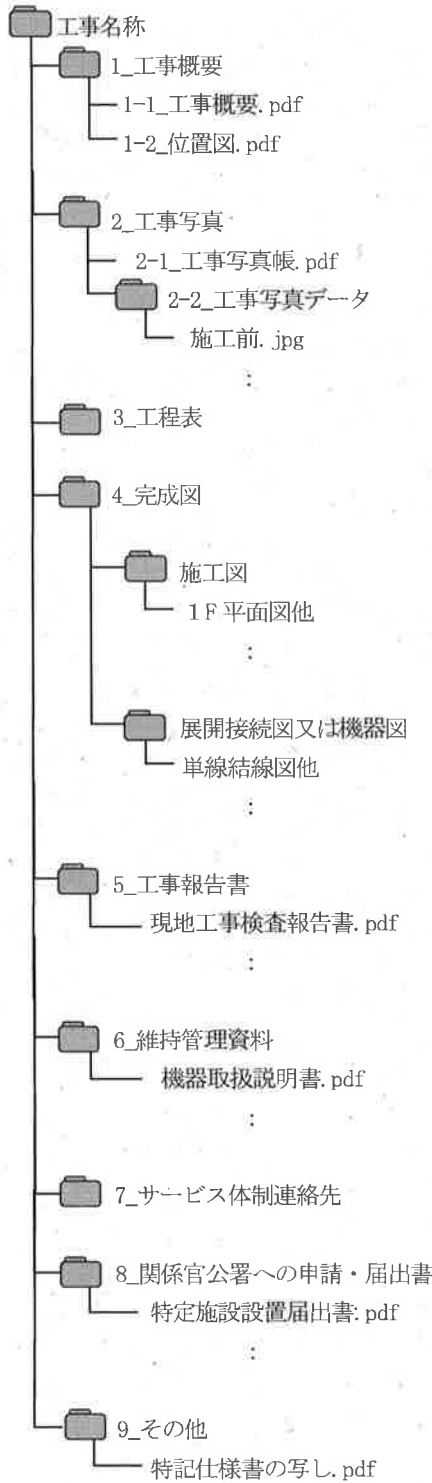 工事名称
1_工事概要
1-1_工事概要.pdf
1-2_位置図.pdf
2_工事写真
2-1_工事写真帳.pdf
2-2_工事写真データ
施工前.jpg
：
3_工程表
4_完成図
施工図
１Ｆ平面図他
：
展開接続図又は機器図
単線結線図他
：
5_工事報告書
現地工事検査報告書.pdf
：
6_維持管理資料
機器取扱説明書.pdf
：
7_サービス体制連絡先
8_関係官公署への申請・届出書
特定施設設置届出書.pdf
：
9_その他
特記仕様書の写し.pdf